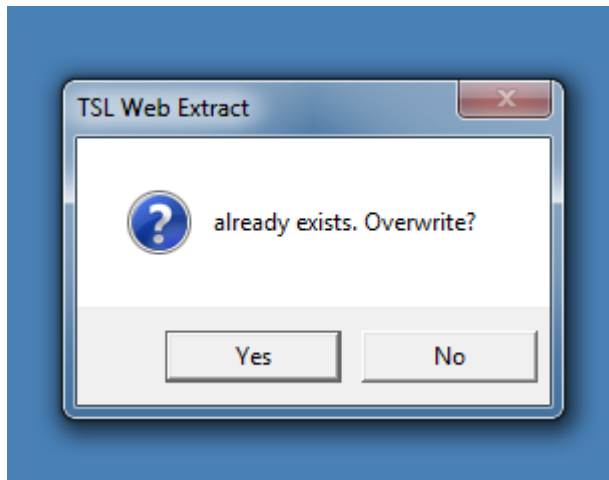 TSL Web Extract
already exists. Overwrite?
Yes
No